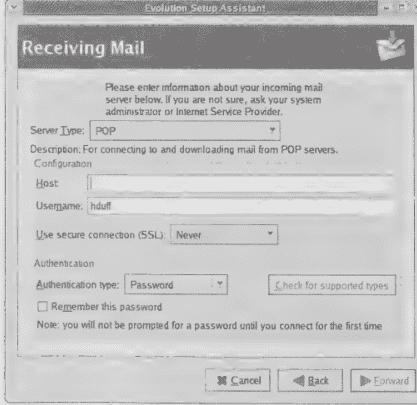 Evolution Setup Assistant
Receiving Mail
Please enter information about your incoming mail
server below. If you are not sure, ask your system
administrator or Internet Service Provider.
Server Type: POP
Description: For connecting to and downloading mail from POP servers.
Configuration
Host:
Username: hduff
Use secure connection (SSL): Never
Authentication
Authentication type: Password Check for supported types
Remember this password
Note: you will not be prompted for a password until you connect for the first time
Cancel Back Forward